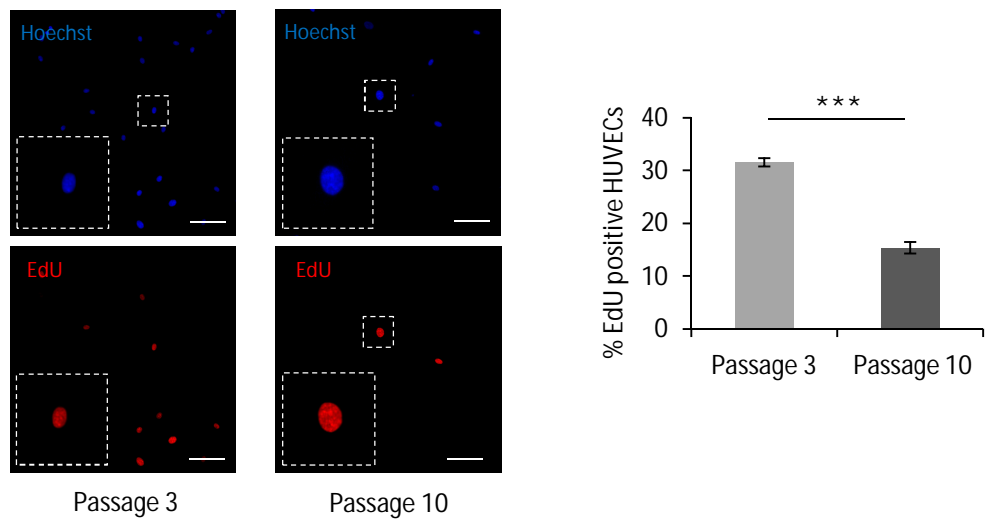 Hoechst
Hoechst
EdU
EdU
Passage 3
Passage 10
% EdU positive HUVECs
40
30
20
10
0
***
Passage 3
Passage 10